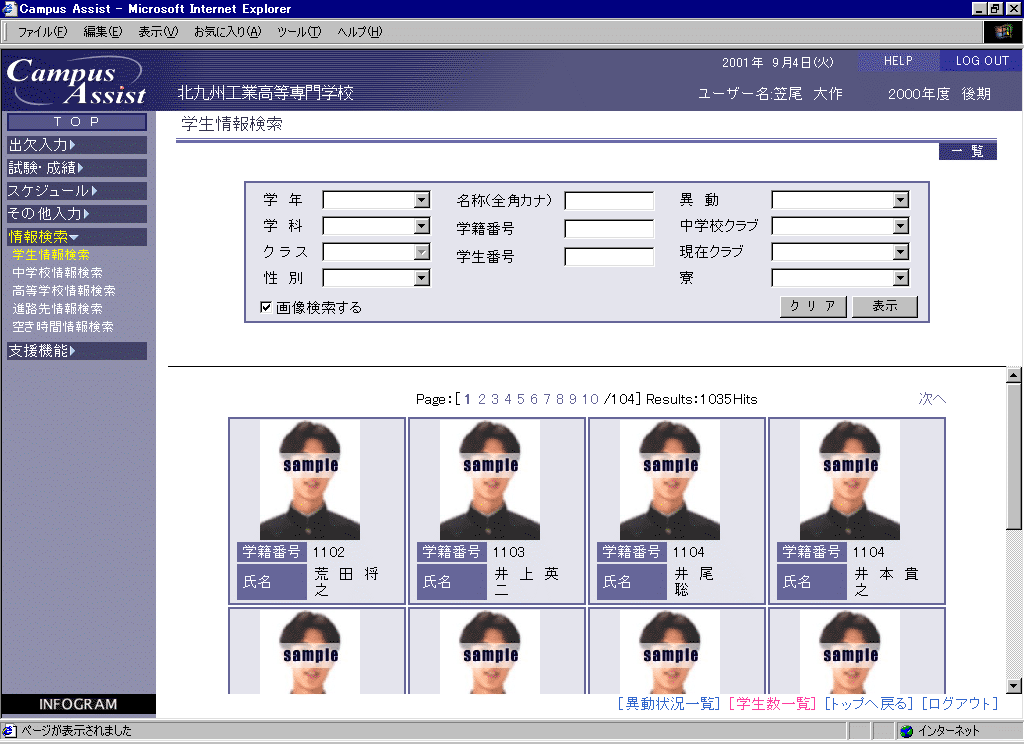 Campus Assist - Microsoft Internet Explorer
ファイル(F) 編集(E) 表示(V) お気に入り(A) ツール(T) ヘルプ(H)
Campus Assist
2001年 9月4日(火) HELP LOG OUT
北九州工業高等専門学校 ユーザー名:笠尾 大作 2000年度 後期
TOP
出欠入力
試験・成績
スケジュール
その他入力
情報検索
学生情報検索
中学校情報検索
高等学校情報検索
進路先情報検索
空き時間情報検索
支援機能
INFOGRAM
学生情報検索
一 覧
学 年 名称(全角カナ) 異 動
学 科 学籍番号 中学校クラブ
クラス 学生番号 現在クラブ
性 別 寮
画像検索する クリア 表示
Page:[ 1 2 3 4 5 6 7 8 9 10 /104] Results:1035Hits 次へ
sample sample sample sample
学籍番号 1102 学籍番号 1103 学籍番号 1104 学籍番号 1104
氏名 荒 田 将 之 氏名 井 上 英 二 氏名 井 尾 聡 氏名 井 本 貴 之
sample sample sample sample
[異動状況一覧] [学生数一覧] [トップへ戻る] [ログアウト]
ページが表示されました インターネット